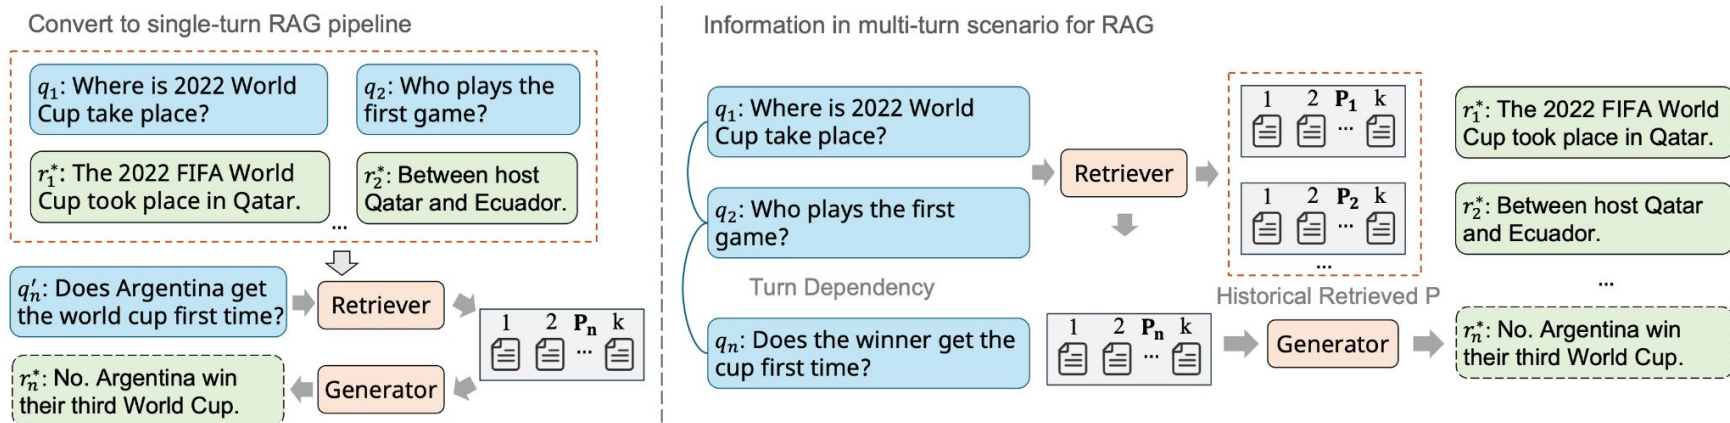 Convert to single-turn RAG pipeline
q₁: Where is 2022 World
Cup take place?
q₂: Who plays the
first game?
r₁*: The 2022 FIFA World
Cup took place in Qatar.
r₂*: Between host
Qatar and Ecuador.
...
qₙ′: Does Argentina get
the world cup first time?
Retriever
1 2 Pₙ k
...
Generator
rₙ*: No. Argentina win
their third World Cup.
Information in multi-turn scenario for RAG
q₁: Where is 2022 World
Cup take place?
q₂: Who plays the first
game?
Turn Dependency
qₙ: Does the winner get the
cup first time?
Retriever
1 2 P₁ k
...
1 2 P₂ k
...
...
Historical Retrieved P
1 2 Pₙ k
...
Generator
r₁*: The 2022 FIFA World
Cup took place in Qatar.
r₂*: Between host Qatar
and Ecuador.
...
rₙ*: No. Argentina win
their third World Cup.